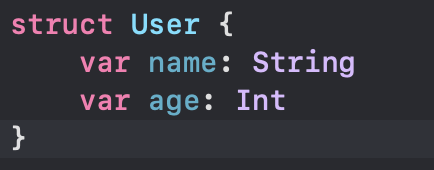 struct User {
    var name: String
    var age: Int
}